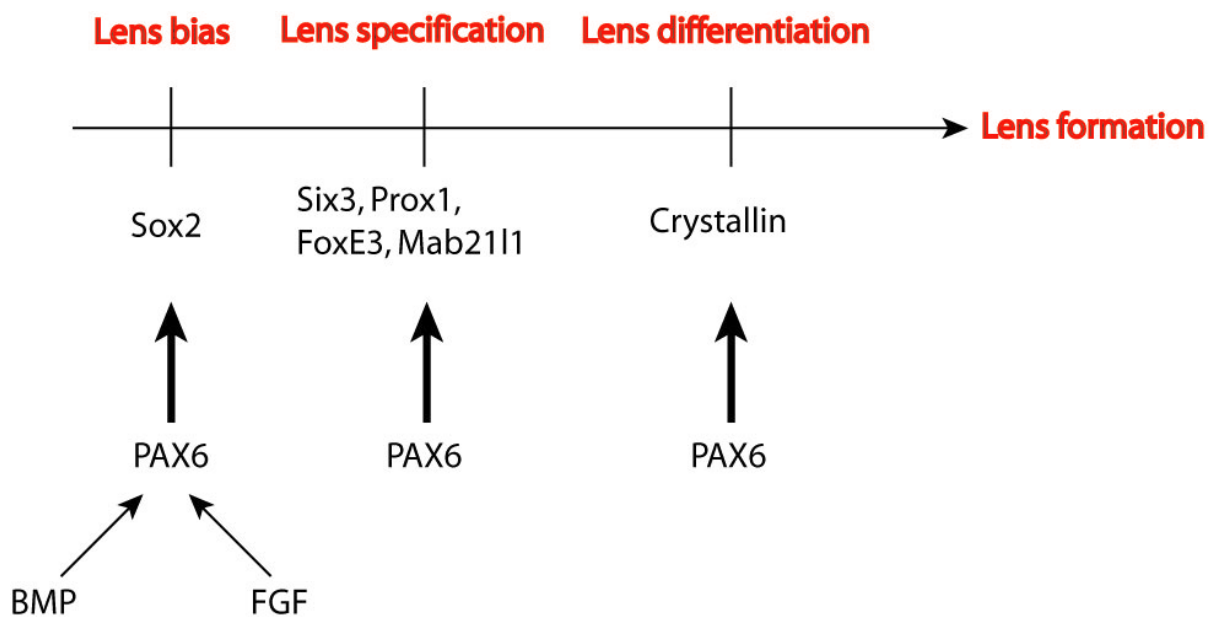 Lens bias
Lens specification
Lens differentiation
Lens formation
Sox2
Six3, Prox1,
FoxE3, Mab21l1
Crystallin
PAX6
PAX6
PAX6
BMP
FGF